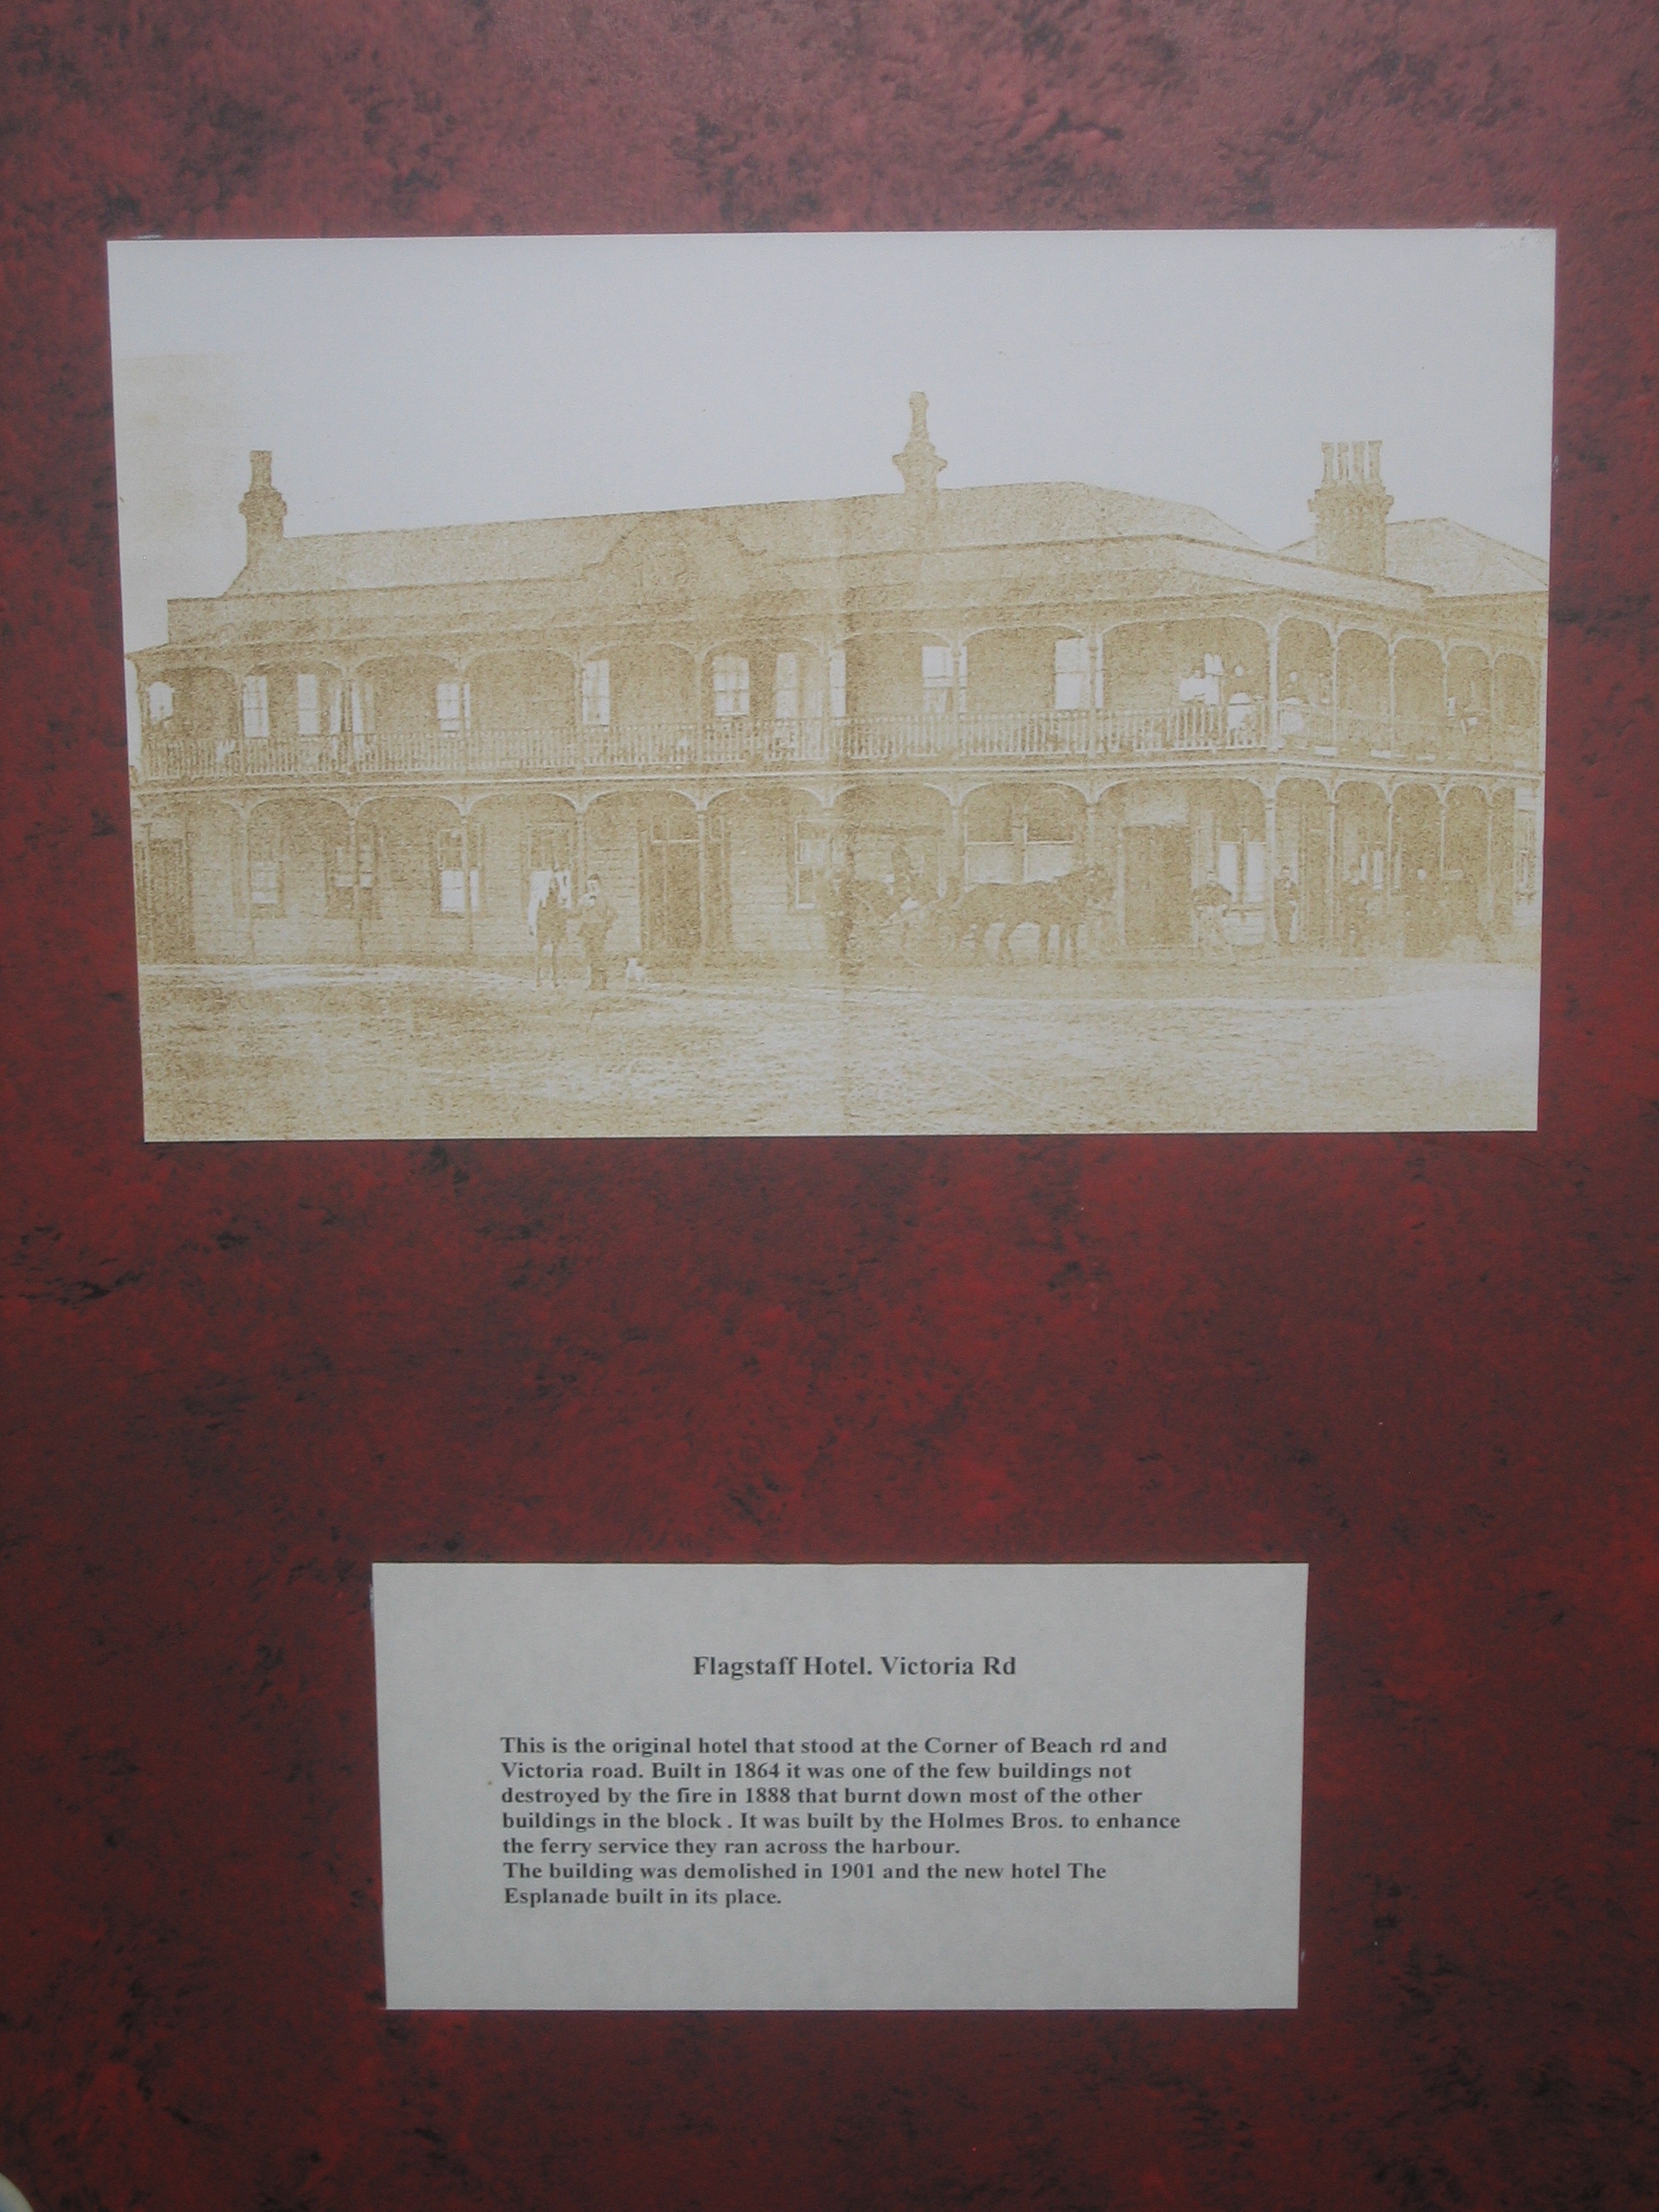 Flagstaff Hotel. Victoria Rd
This is the original hotel that stood at the Corner of Beach rd and
Victoria road. Built in 1864 it was one of the few buildings not
destroyed by the fire in 1888 that burnt down most of the other
buildings in the block . It was built by the Holmes Bros. to enhance
the ferry service they ran across the harbour.
The building was demolished in 1901 and the new hotel The
Esplanade built in its place.